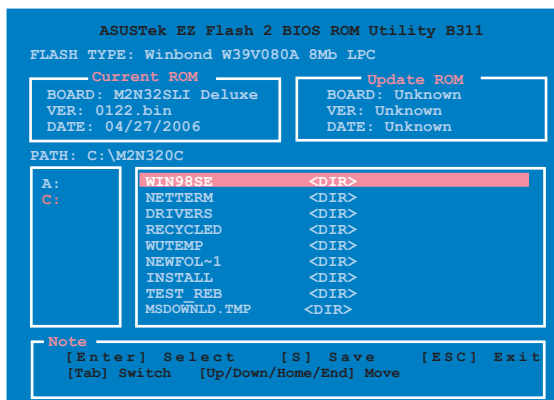 ASUSTek EZ Flash 2 BIOS ROM Utility B311
FLASH TYPE: Winbond W39V080A 8Mb LPC
Current ROM
BOARD: M2N32SLI Deluxe
VER: 0122.bin
DATE: 04/27/2006
Update ROM
BOARD: Unknown
VER: Unknown
DATE: Unknown
PATH: C:\M2N320C
A:
C:
WIN98SE <DIR>
NETTERM <DIR>
DRIVERS <DIR>
RECYCLED <DIR>
WUTEMP <DIR>
NEWFOL~1 <DIR>
INSTALL <DIR>
TEST_REB <DIR>
MSDOWNLD.TMP <DIR>
Note
[Enter] Select [S] Save [ESC] Exit
[Tab] Switch [Up/Down/Home/End] Move